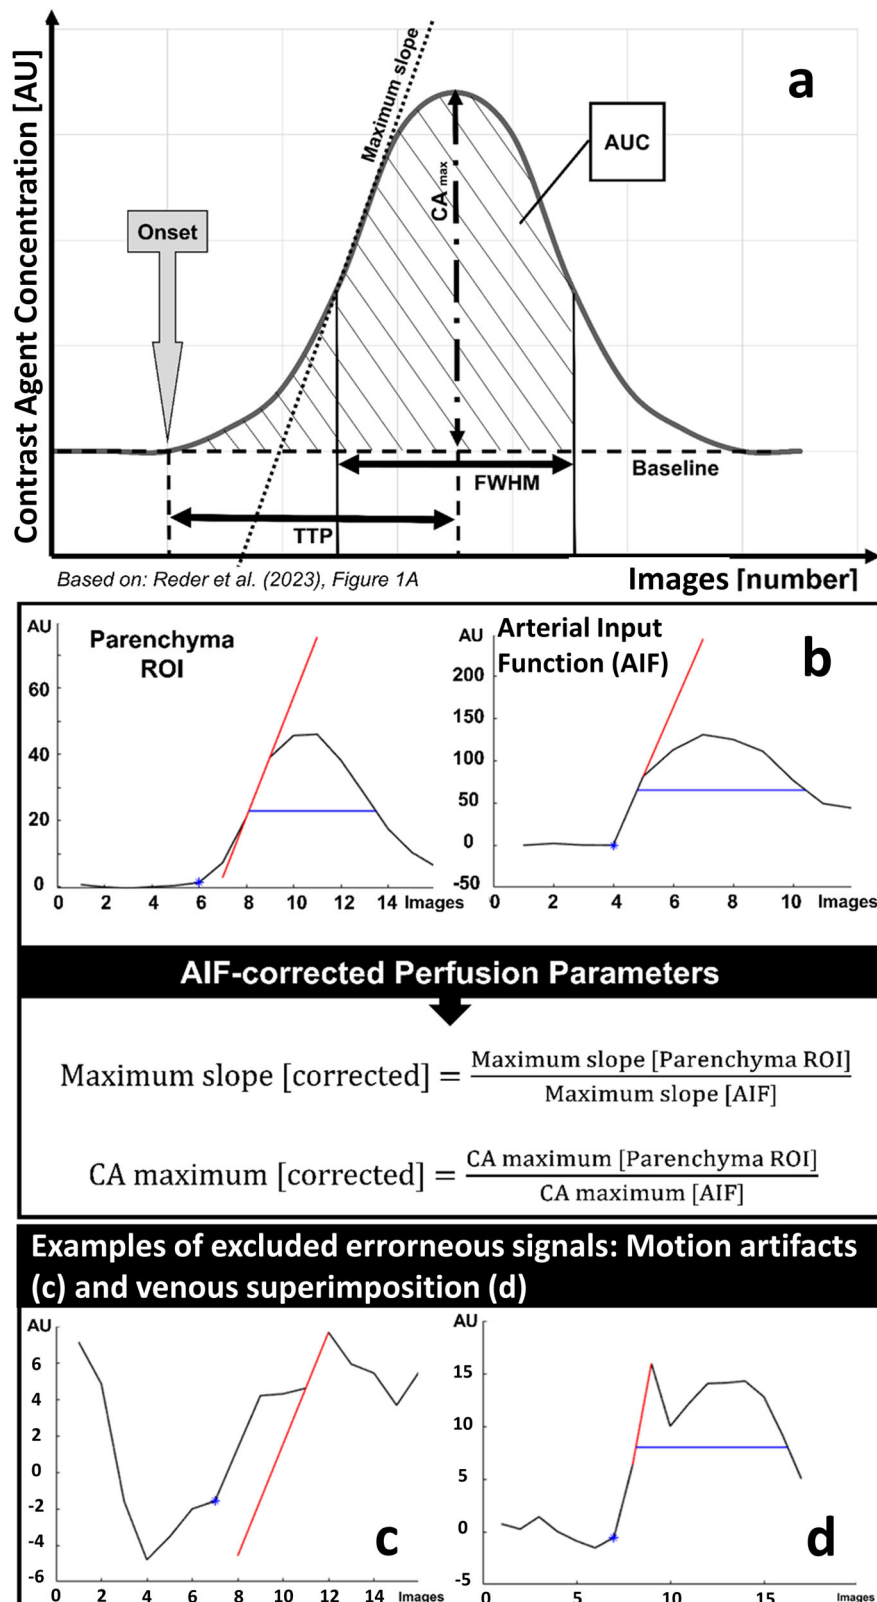 Contrast Agent Concentration [AU]
a
Maximum slope
AUC
CA max
Onset
Baseline
FWHM
TTP
Based on: Reder et al. (2023), Figure 1A
Images [number]
AU
Parenchyma
ROI
60
40
20
0
0 2 4 6 8 10 12 14 Images
AU
Arterial Input
Function (AIF)
b
200
150
100
50
0
-50
0 2 4 6 8 10 Images
AIF-corrected Perfusion Parameters
Maximum slope [corrected] = Maximum slope [Parenchyma ROI]
Maximum slope [AIF]
CA maximum [corrected] = CA maximum [Parenchyma ROI]
CA maximum [AIF]
Examples of excluded errorneous signals: Motion artifacts
(c) and venous superimposition (d)
AU
6
4
2
0
-2
-4
-6
c
0 2 4 6 8 10 12 14 Images
AU
15
10
5
0
-5
d
0 5 10 15 Images